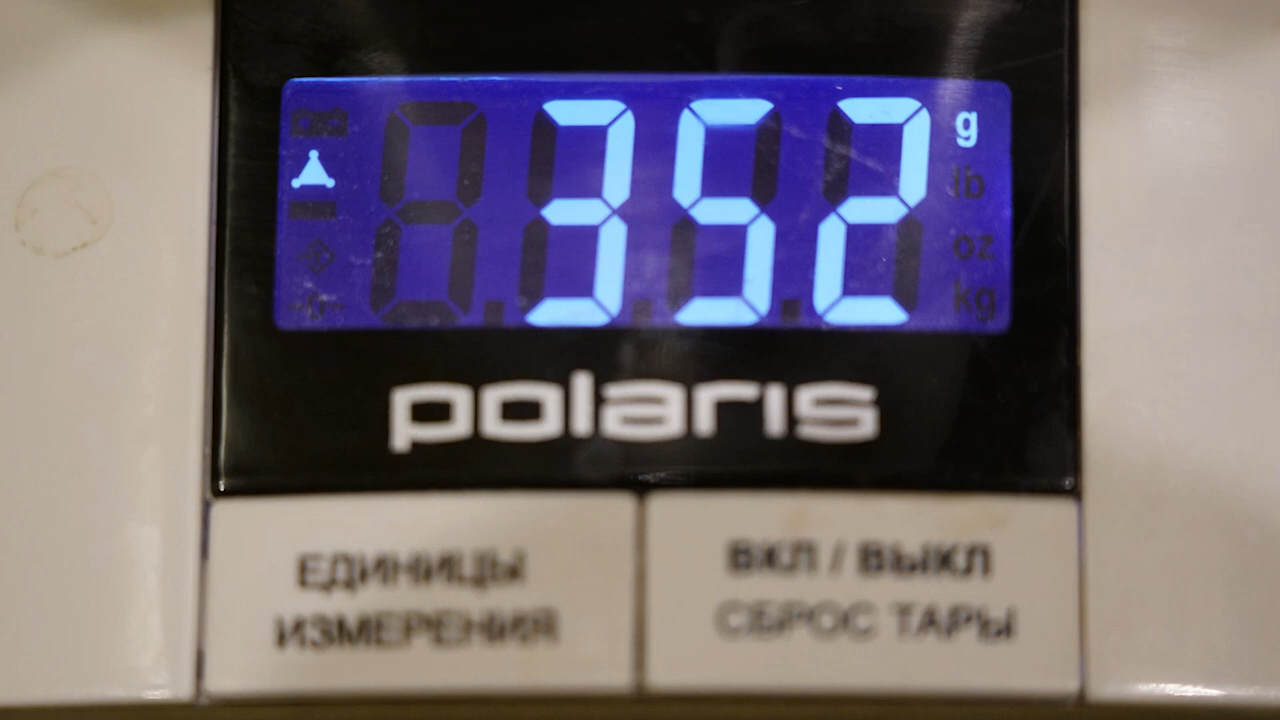 352 g
lb
oz
kg
polaris
ЕДИНИЦЫ
ИЗМЕРЕНИЯ
ВКЛ / ВЫКЛ
СБРОС ТАРЫ